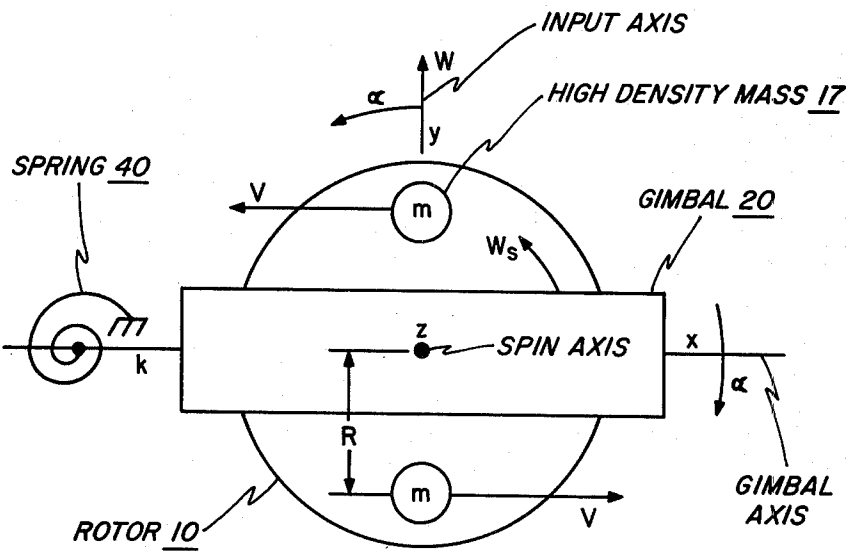 INPUT AXIS
W
α
HIGH DENSITY MASS 17
y
SPRING 40
V
m
GIMBAL 20
Ws
z
SPIN AXIS
x
k
α
R
m
V
GIMBAL
AXIS
ROTOR 10